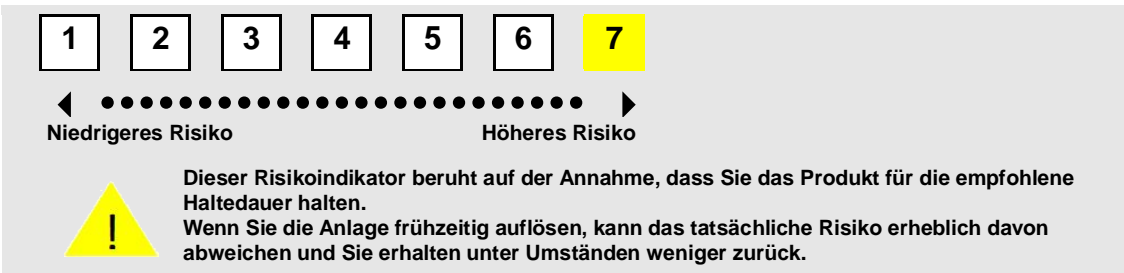 1 2 3 4 5 6 7
Niedrigeres Risiko Höheres Risiko
Dieser Risikoindikator beruht auf der Annahme, dass Sie das Produkt für die empfohlene
Haltedauer halten.
Wenn Sie die Anlage frühzeitig auflösen, kann das tatsächliche Risiko erheblich davon
abweichen und Sie erhalten unter Umständen weniger zurück.
!